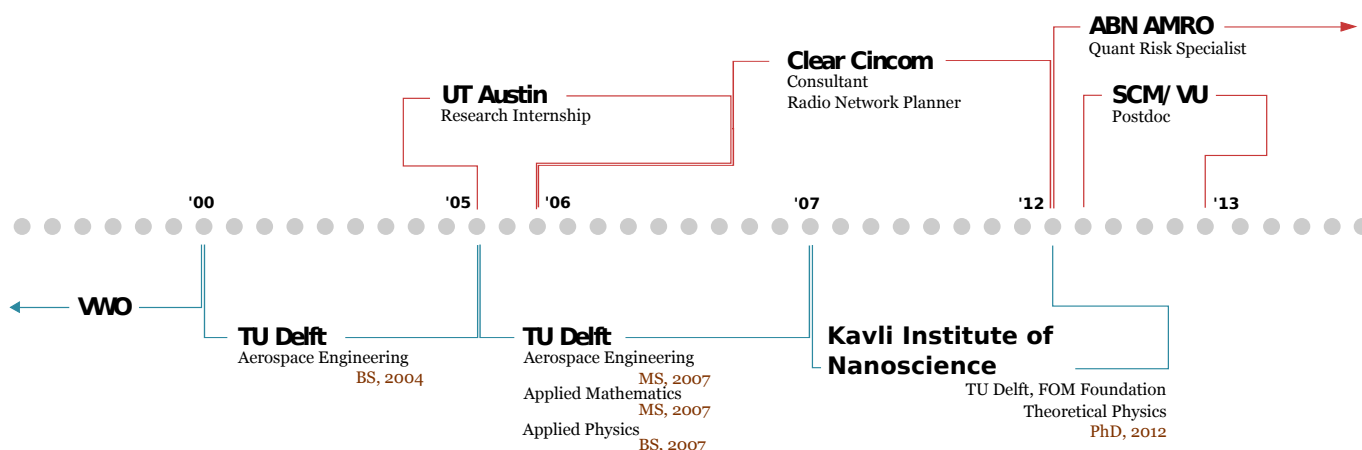 ABN AMRO
Quant Risk Specialist
Clear Cincom
Consultant
Radio Network Planner
UT Austin
Research Internship
SCM/ VU
Postdoc
'00
'05
'06
'07
'12
'13
VWO
TU Delft
Aerospace Engineering
BS, 2004
TU Delft
Aerospace Engineering
MS, 2007
Applied Mathematics
MS, 2007
Applied Physics
BS, 2007
Kavli Institute of
Nanoscience
TU Delft, FOM Foundation
Theoretical Physics
PhD, 2012